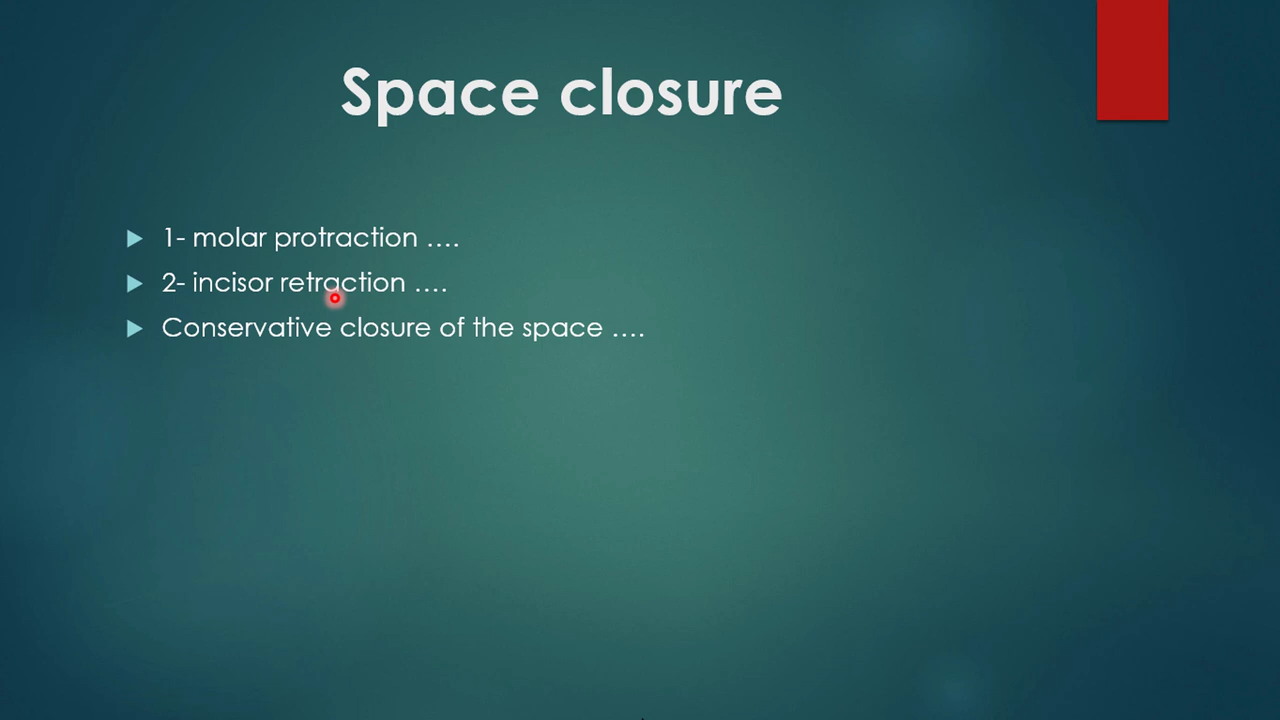 Space closure
1- molar protraction ....
2- incisor retraction ....
Conservative closure of the space ....